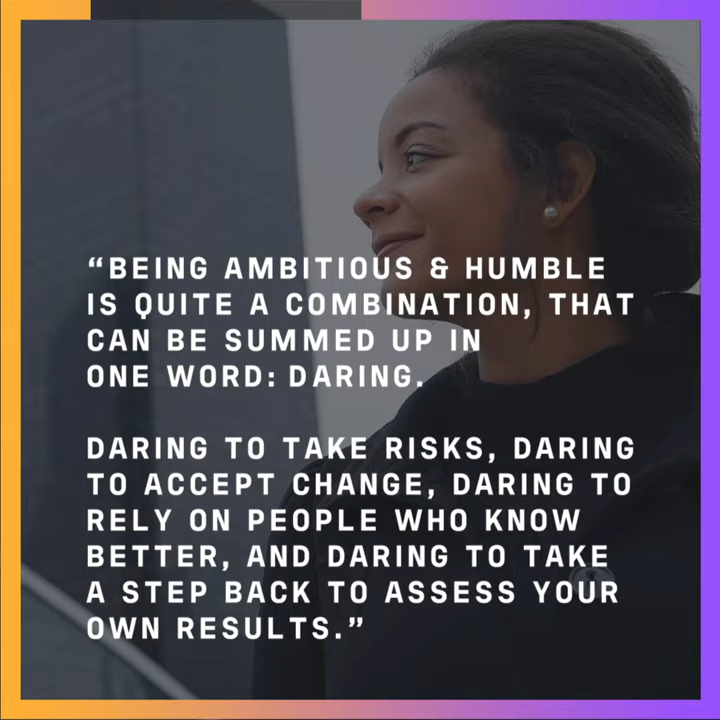 “BEING AMBITIOUS & HUMBLE
IS QUITE A COMBINATION, THAT
CAN BE SUMMED UP IN
ONE WORD: DARING.
DARING TO TAKE RISKS, DARING
TO ACCEPT CHANGE, DARING TO
RELY ON PEOPLE WHO KNOW
BETTER, AND DARING TO TAKE
A STEP BACK TO ASSESS YOUR
OWN RESULTS.”